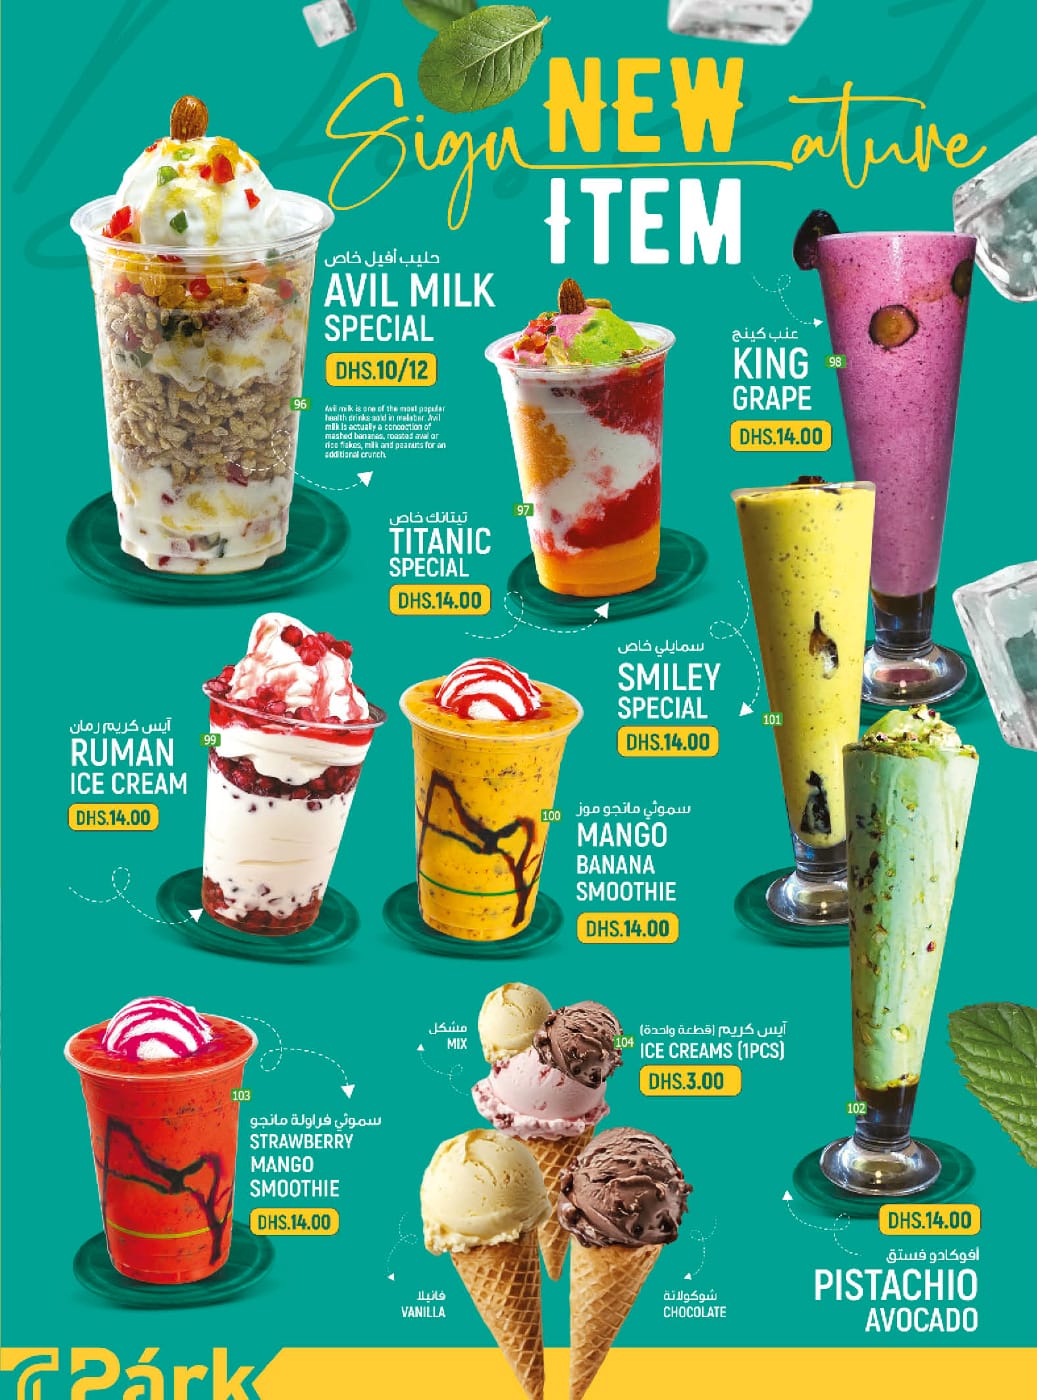 Signature
NEW
ITEM
حليب أفيل خاص
AVIL MILK
SPECIAL
DHS.10/12
96
Avil milk is one of the most popular
health drinks sold in malabar. Avil
milk is actually a concoction of
mashed bananas, roasted aval or
rice flakes, milk and peanuts for an
additional crunch.
عنب كينج
KING
GRAPE
98
DHS.14.00
97
تيتانك خاص
TITANIC
SPECIAL
DHS.14.00
سمايلي خاص
SMILEY
SPECIAL
DHS.14.00
101
آيس كريم رمان
RUMAN
ICE CREAM
DHS.14.00
99
100
سموثي مانجو موز
MANGO
BANANA
SMOOTHIE
DHS.14.00
103
سموثي فراولة مانجو
STRAWBERRY
MANGO
SMOOTHIE
DHS.14.00
مشكل
MIX
104
آيس كريم (قطعة واحدة)
ICE CREAMS (1PCS)
DHS.3.00
فانيلا
VANILLA
شوكولاتة
CHOCOLATE
102
DHS.14.00
أفوكادو فستق
PISTACHIO
AVOCADO
Párk